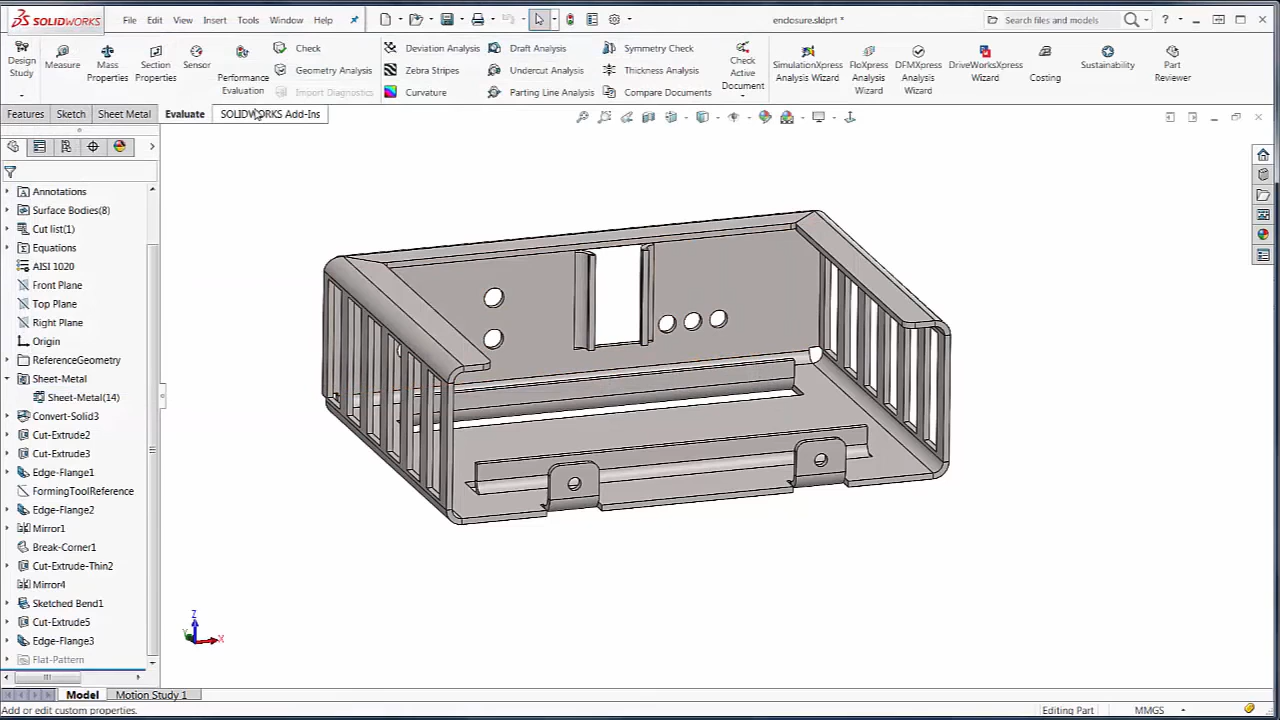 SOLIDWORKS File Edit View Insert Tools Window Help enclosure.sldprt * Search files and models ?
Design Study
Measure
Mass Properties
Section Properties
Sensor
Performance Evaluation
Check
Geometry Analysis
Import Diagnostics
Deviation Analysis
Zebra Stripes
Curvature
Draft Analysis
Undercut Analysis
Parting Line Analysis
Symmetry Check
Thickness Analysis
Compare Documents
Check Active Document
SimulationXpress Analysis Wizard
FloXpress Analysis Wizard
DFMXpress Analysis Wizard
DriveWorksXpress Wizard
Costing
Sustainability
Part Reviewer
Features Sketch Sheet Metal Evaluate SOLIDWORKS Add-Ins
Annotations
Surface Bodies(8)
Cut list(1)
Equations
AISI 1020
Front Plane
Top Plane
Right Plane
Origin
ReferenceGeometry
Sheet-Metal
Sheet-Metal(14)
Convert-Solid3
Cut-Extrude2
Cut-Extrude3
Edge-Flange1
FormingToolReference
Edge-Flange2
Mirror1
Break-Corner1
Cut-Extrude-Thin2
Mirror4
Sketched Bend1
Cut-Extrude5
Edge-Flange3
Flat-Pattern
Z
Y
X
Model Motion Study 1
Add or edit custom properties. Editing Part MMGS